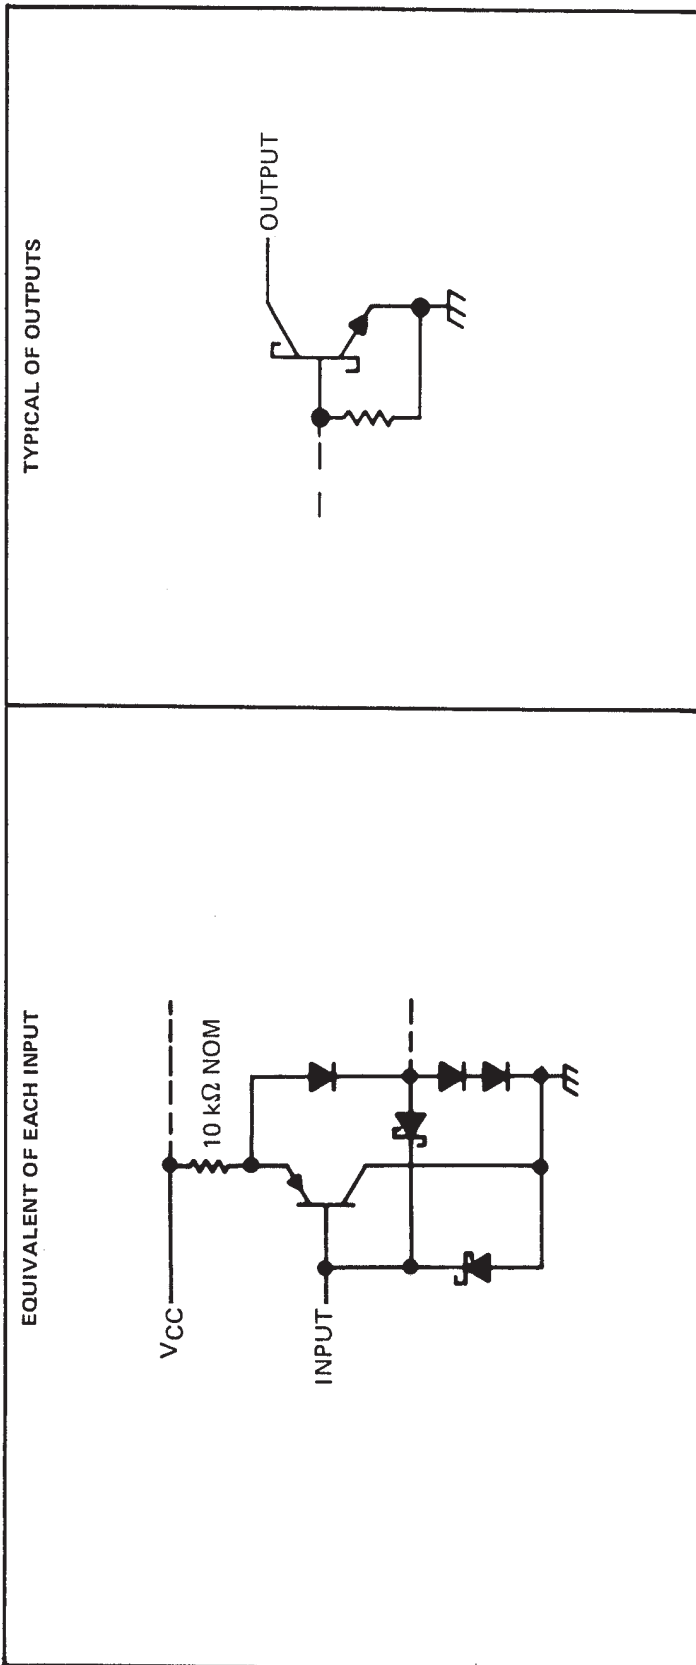 EQUIVALENT OF EACH INPUT
VCC
10 kΩ NOM
INPUT
TYPICAL OF OUTPUTS
OUTPUT